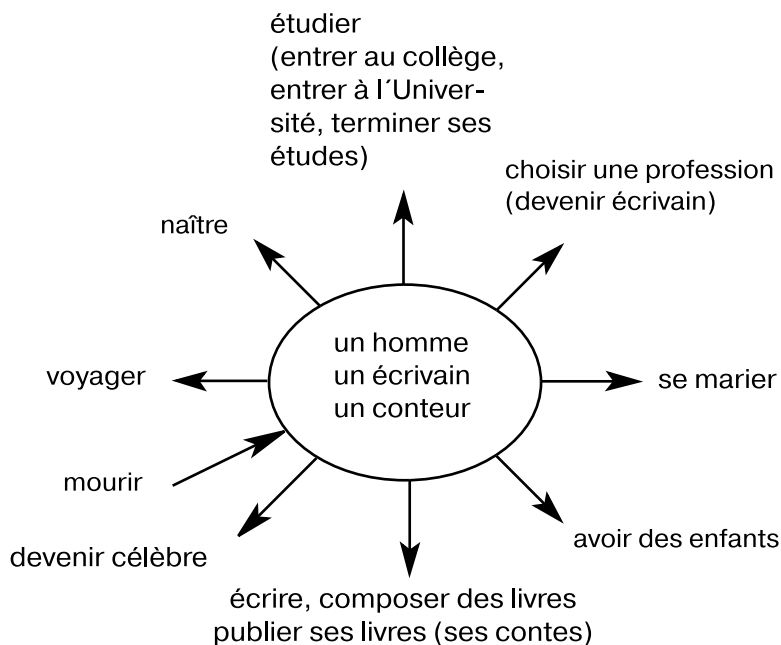 étudier
(entrer au collège,
entrer à l´Univer-
sité, terminer ses
études)
choisir une profession
(devenir écrivain)
naître
un homme
un écrivain
un conteur
voyager
se marier
mourir
avoir des enfants
devenir célèbre
écrire, composer des livres
publier ses livres (ses contes)